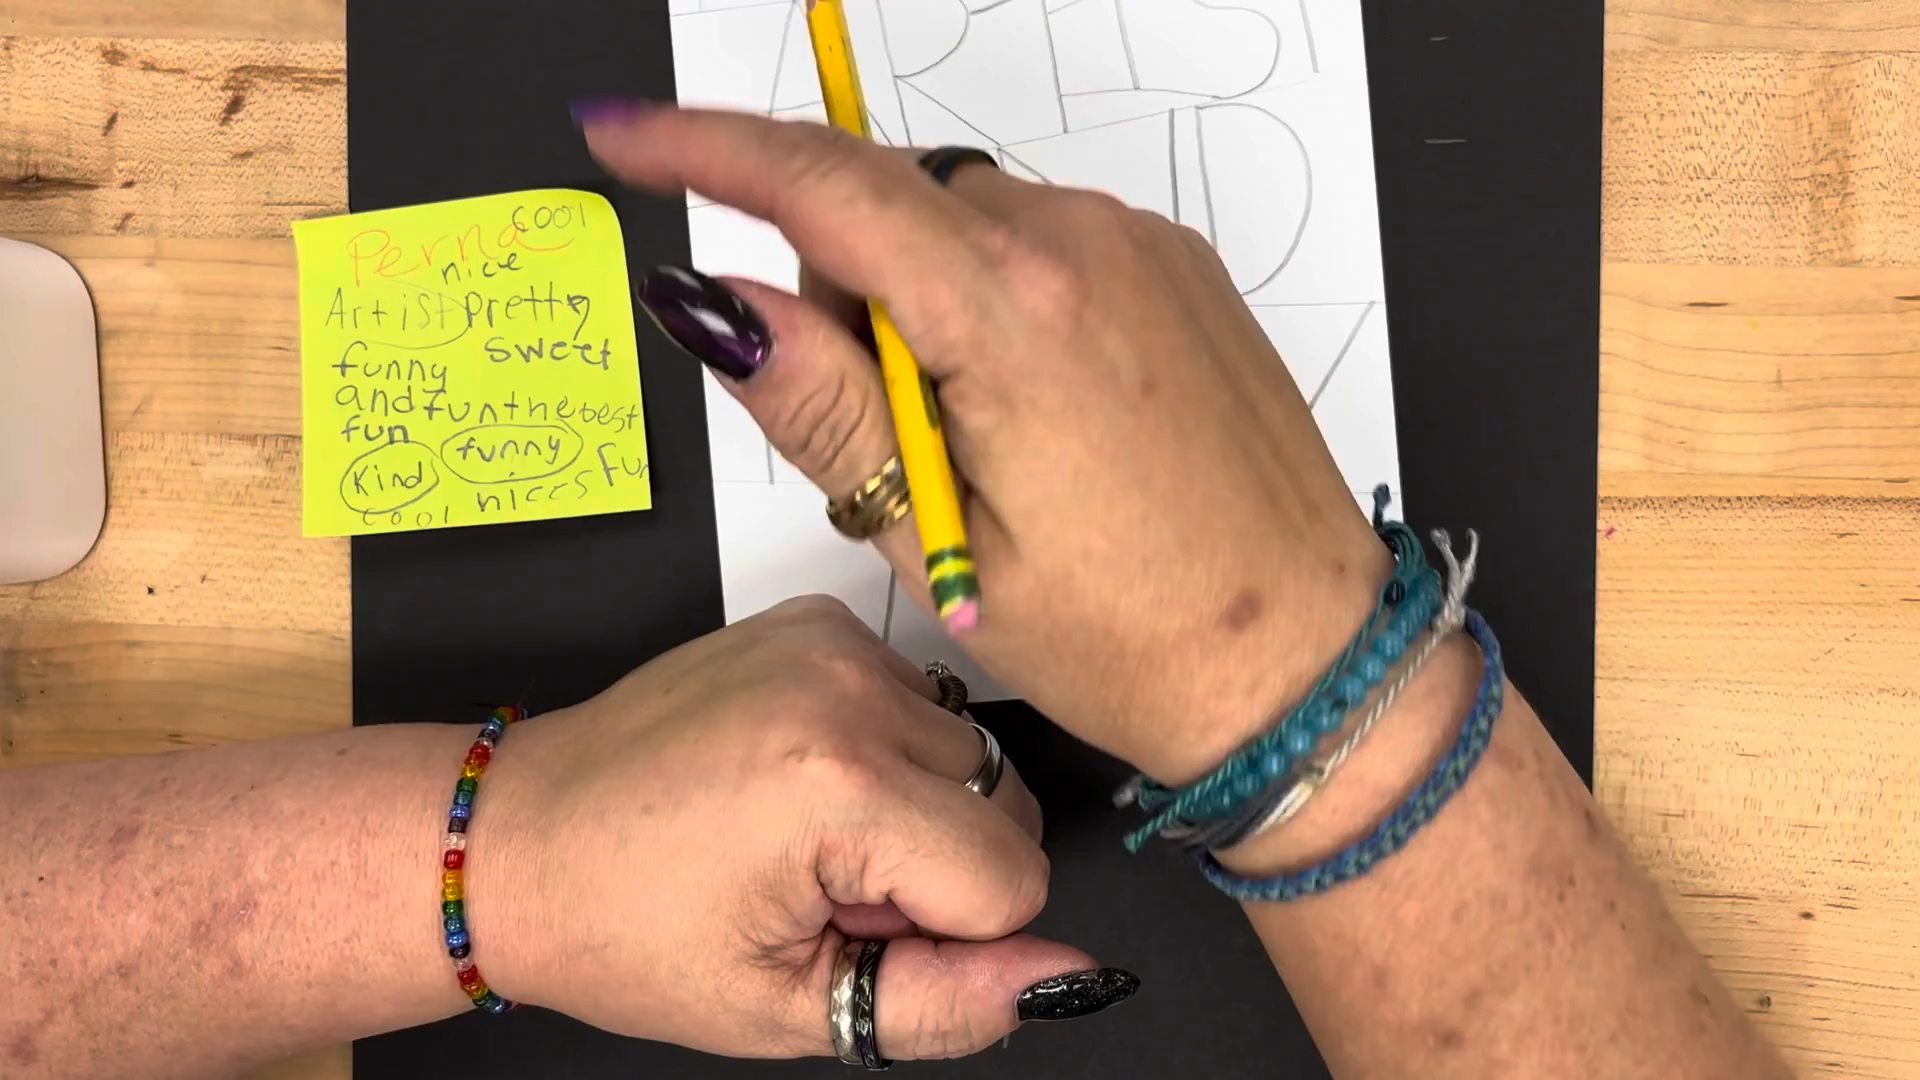 cool
Perna
nice
Artist pretty
sweet
funny
and fun the best
fun
Kind funny fun
cool nices
ARTIST